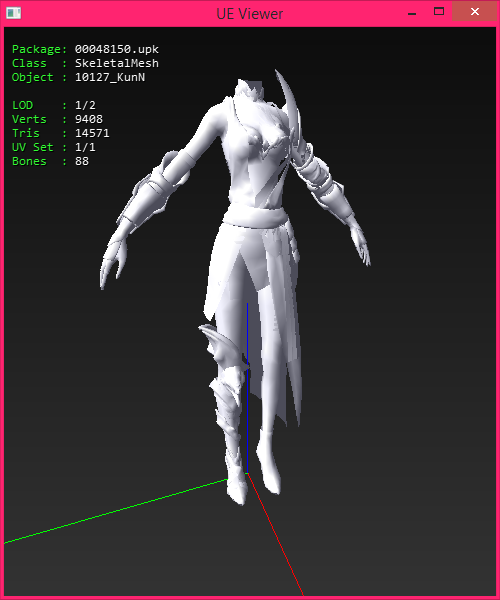 UE Viewer
Package: 00048150.upk
Class : SkeletalMesh
Object : 10127_KunN
LOD : 1/2
Verts : 9408
Tris : 14571
UV Set : 1/1
Bones : 88